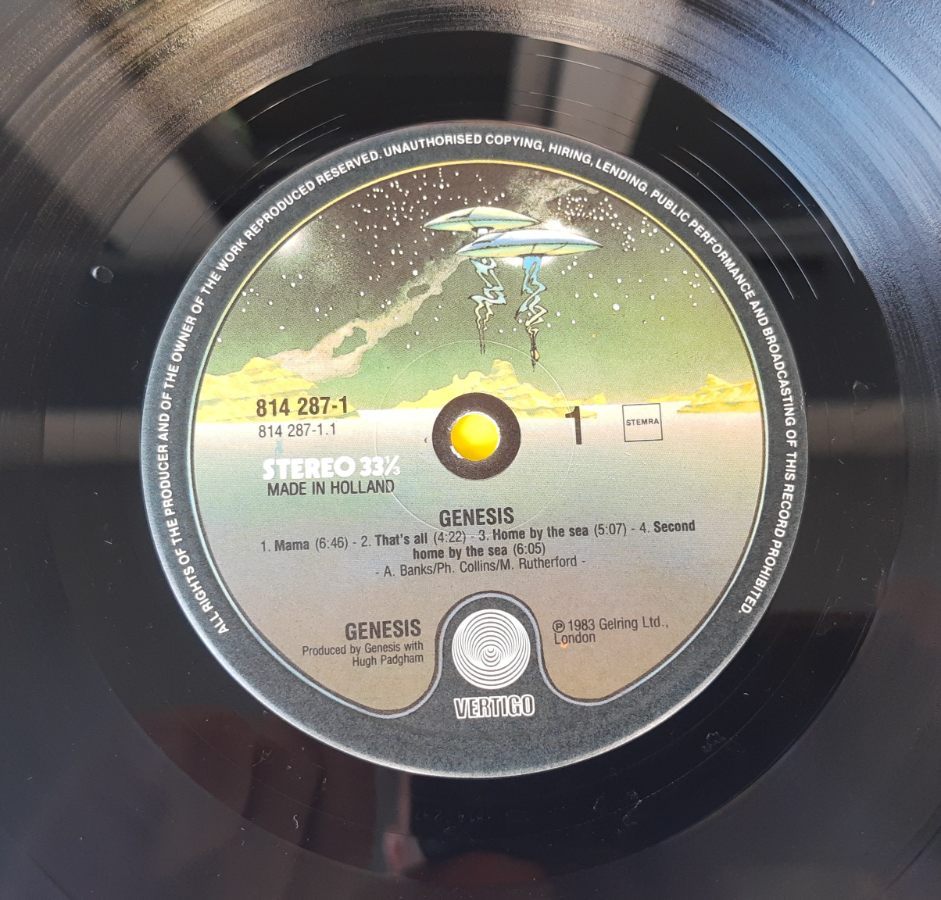 ALL RIGHTS OF THE PRODUCER AND OF THE OWNER OF THE WORK REPRODUCED RESERVED. UNAUTHORISED COPYING, HIRING, LENDING, PUBLIC PERFORMANCE AND BROADCASTING OF THIS RECORD PROHIBITED.
814 287-1
814 287-1.1
STEREO 33⅓
MADE IN HOLLAND
1
STEMRA
GENESIS
1. Mama (6:46) - 2. That's all (4:22) - 3. Home by the sea (5:07) - 4. Second
home by the sea (6:05)
- A. Banks/Ph. Collins/M. Rutherford -
GENESIS
Produced by Genesis with
Hugh Padgham
℗ 1983 Gelring Ltd.,
London
VERTIGO